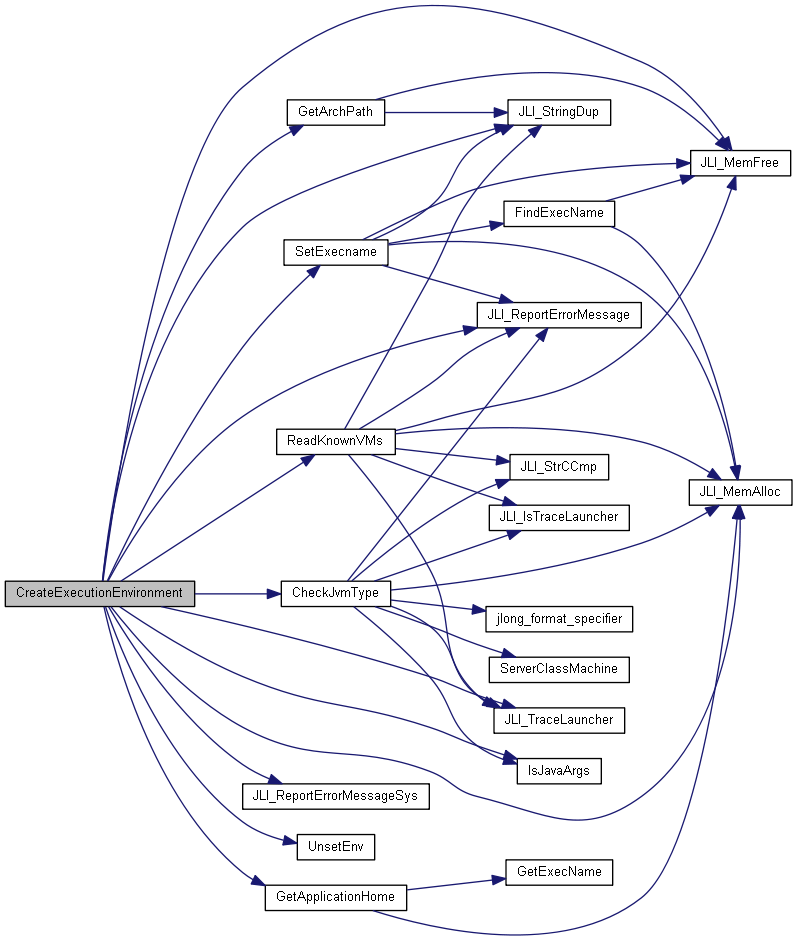 GetArchPath
JLI_StringDup
JLI_MemFree
FindExecName
SetExecname
JLI_ReportErrorMessage
ReadKnownVMs
JLI_StrCCmp
JLI_MemAlloc
JLI_IsTraceLauncher
CreateExecutionEnvironment
CheckJvmType
jlong_format_specifier
ServerClassMachine
JLI_TraceLauncher
IsJavaArgs
JLI_ReportErrorMessageSys
UnsetEnv
GetExecName
GetApplicationHome